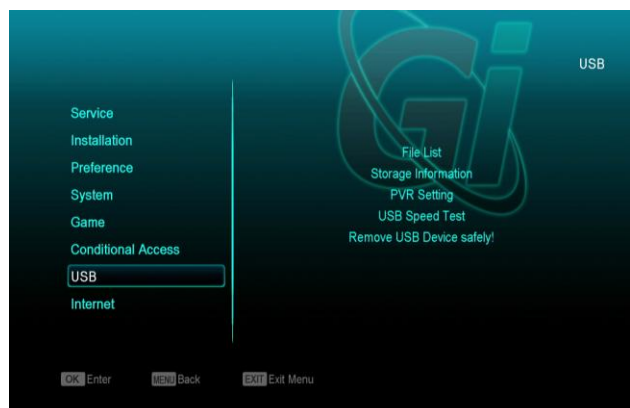 USB
Service
Installation
Preference
System
Game
Conditional Access
USB
Internet
File List
Storage Information
PVR Setting
USB Speed Test
Remove USB Device safely!
Gi
OK Enter MENU Back EXIT Exit Menu